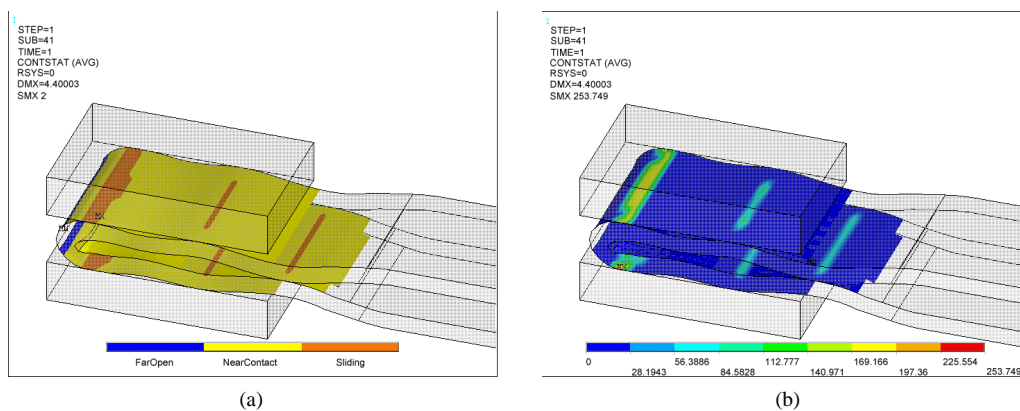 1
STEP=1
SUB=41
TIME=1
CONTSTAT (AVG)
RSYS=0
DMX=4.40003
SMX 2
MX
FarOpen NearContact Sliding
(a)
1
STEP=1
SUB=41
TIME=1
CONTSTAT (AVG)
RSYS=0
DMX=4.40003
SMX 253.749
0 56.3886 112.777 169.166 225.554
28.1943 84.5828 140.971 197.36 253.749
(b)